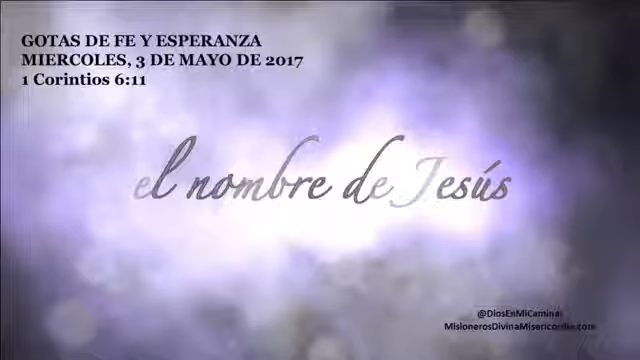 GOTAS DE FE Y ESPERANZA
MIERCOLES, 3 DE MAYO DE 2017
1 Corintios 6:11
el nombre de Jesús
@DiosEnMiCamina
MisionerosDivinaMisericordia.com